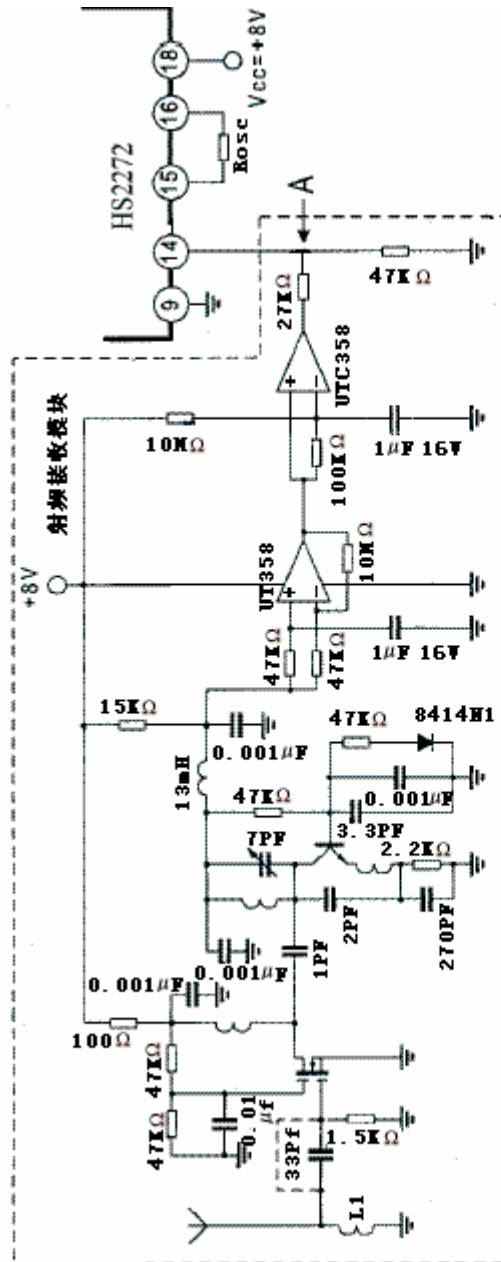 18
16
15
14
9
HS2272
Vcc=+8V
Rosc
A
射频接收模块
+8V
47KΩ
27KΩ
UTC358
+
−
10MΩ
100KΩ
1μF 16V
UT358
+
−
10MΩ
47KΩ
47KΩ
1μF 16V
15KΩ
0.001μF
13mH
47KΩ
8414N1
47KΩ
0.001μF
3.3PF
7PF
2.2KΩ
2PF
270PF
1PF
0.001μF
0.001μF
100Ω
47KΩ
47KΩ
0.01
μf
33Pf
1.5KΩ
L1